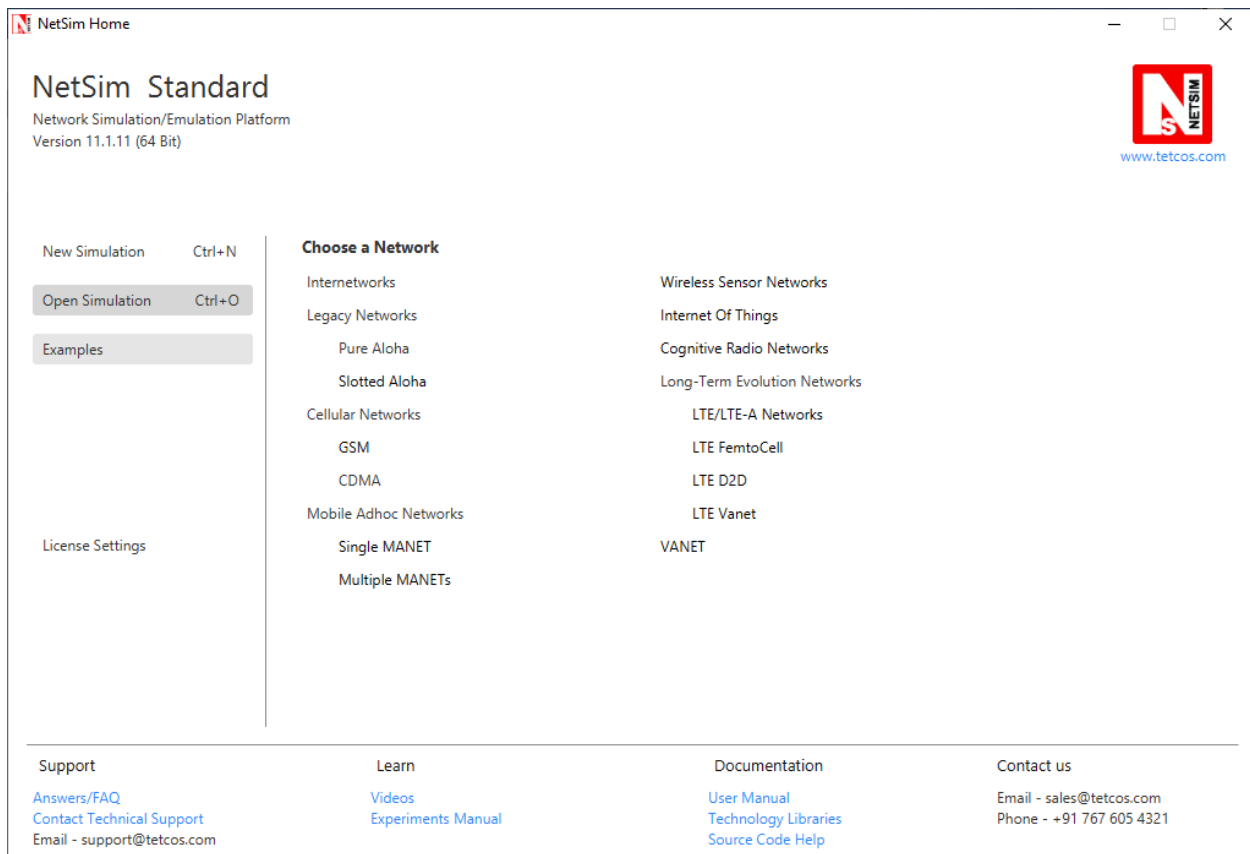 NetSim Home
NetSim Standard
Network Simulation/Emulation Platform
Version 11.1.11 (64 Bit)
N
S
NETSIM
www.tetcos.com
New Simulation Ctrl+N
Open Simulation Ctrl+O
Examples
License Settings
Choose a Network
Internetworks
Legacy Networks
Pure Aloha
Slotted Aloha
Cellular Networks
GSM
CDMA
Mobile Adhoc Networks
Single MANET
Multiple MANETs
Wireless Sensor Networks
Internet Of Things
Cognitive Radio Networks
Long-Term Evolution Networks
LTE/LTE-A Networks
LTE FemtoCell
LTE D2D
LTE Vanet
VANET
Support
Answers/FAQ
Contact Technical Support
Email - support@tetcos.com
Learn
Videos
Experiments Manual
Documentation
User Manual
Technology Libraries
Source Code Help
Contact us
Email - sales@tetcos.com
Phone - +91 767 605 4321